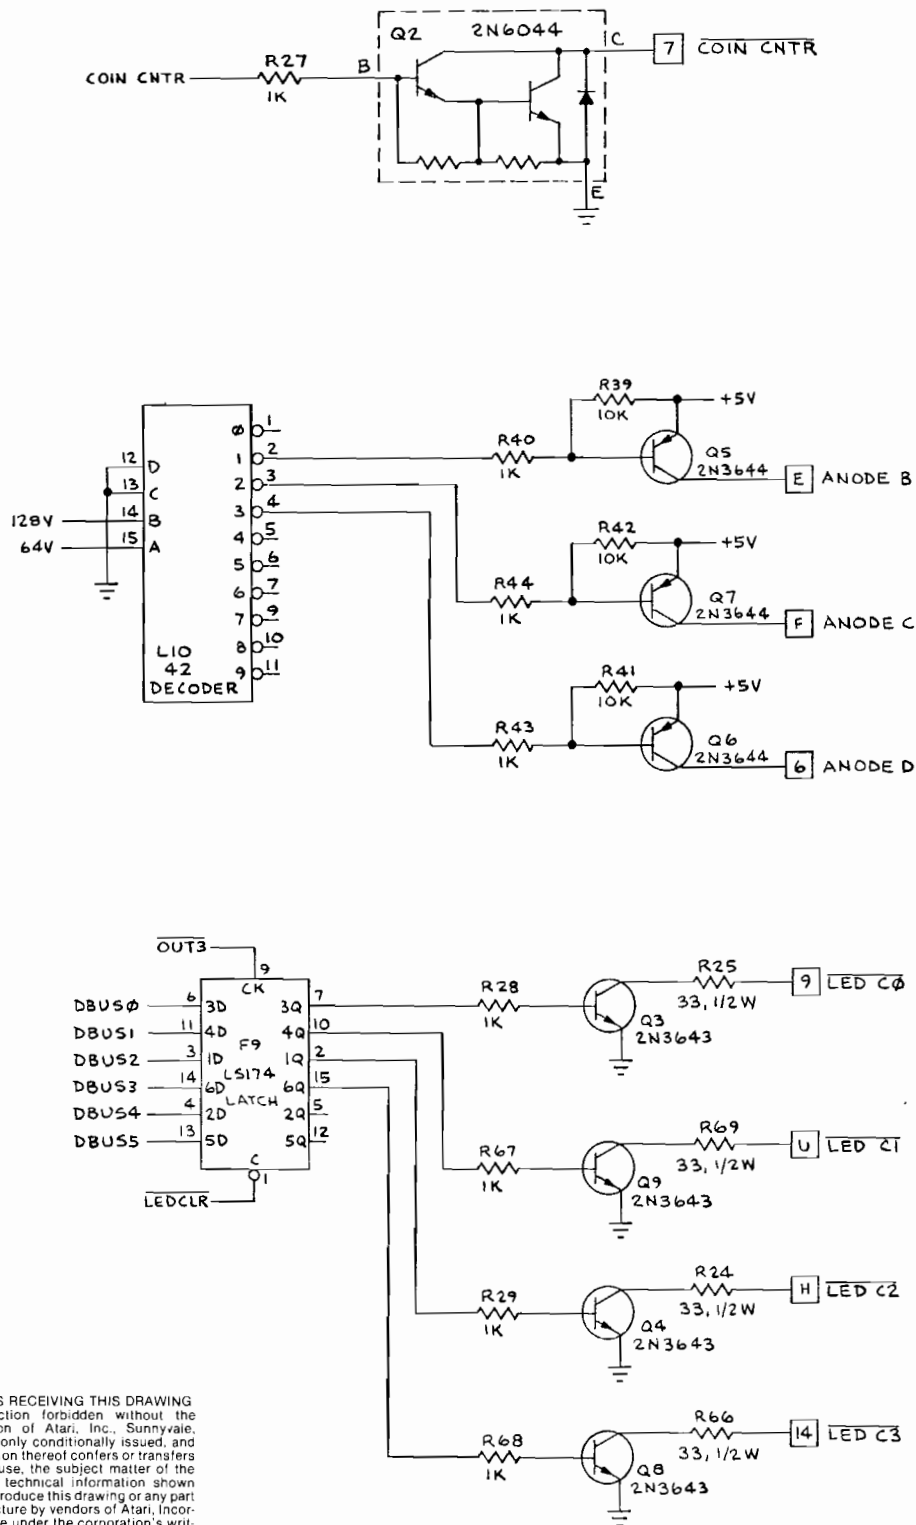 Q2 2N6044
C
7 COIN CNTR
B
R27
COIN CNTR
1K
E
R39
+5V
10K
R40
1K
Q5
2N3644
E ANODE B
0 1
1 2
2 3
3 4
4 5
5 6
6 7
7 9
8 10
9 11
12 D
13 C
128V 14 B
64V 15 A
L10
42
DECODER
R42
+5V
10K
R44
1K
Q7
2N3644
F ANODE C
R41
+5V
10K
R43
1K
Q6
2N3644
6 ANODE D
OUT3
9
CK
DBUSØ 6 3D 3Q 7
DBUS1 11 4D 4Q 10
DBUS2 3 1D 1Q 2
DBUS3 14 6D 6Q 15
DBUS4 4 2D 2Q 5
DBUS5 13 5D 5Q 12
F9
LS174
LATCH
C
1
LEDCLR
R28
1K
Q3
2N3643
R25
33, 1/2W
9 LED CØ
R67
1K
Q9
2N3643
R69
33, 1/2W
U LED C1
R29
1K
Q4
2N3643
R24
33, 1/2W
H LED C2
R68
1K
Q8
2N3643
R66
33, 1/2W
14 LED C3
S RECEIVING THIS DRAWING
ction forbidden without the
on of Atari, Inc., Sunnyvale,
only conditionally issued, and
on thereof confers or transfers
use, the subject matter of the
technical information shown
roduce this drawing or any part
cture by vendors of Atari, Incor-
e under the corporation's writ-